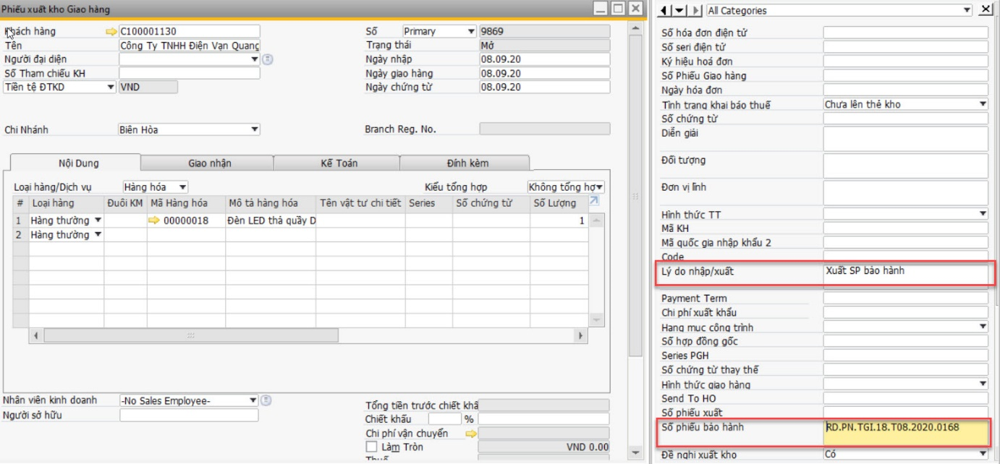 Phiếu xuất kho Giao hàng
Khách hàng C100001130
Tên Công Ty TNHH Điện Vạn Quang
Người đại diện
Số Tham chiếu KH
Tiền tệ ĐTKD VND
Số Primary 9869
Trạng thái Mở
Ngày nhập 08.09.20
Ngày giao hàng 08.09.20
Ngày chứng từ 08.09.20
Chi Nhánh Biên Hòa
Branch Reg. No.
Nội Dung Giao nhận Kế Toán Đính kèm
Loại hàng/Dịch vụ Hàng hóa Kiểu tổng hợp Không tổng hợ
# Loại hàng Đuôi KM Mã Hàng hóa Mô tả hàng hóa Tên vật tư chi tiết Series Số chứng từ Số Lượng
1 Hàng thường 00000018 Đèn LED thả quầy D 1
2 Hàng thường
Nhân viên kinh doanh -No Sales Employee-
Người sở hữu
Tổng tiền trước chiết khấ
Chiết khấu %
Chi phí vận chuyển
Làm Tròn VND 0.00
Thuế
All Categories
Số hóa đơn điện tử
Số seri điện tử
Ký hiệu hoá đơn
Số Phiếu Giao hàng
Ngày hóa đơn
Tình trạng khai báo thuế Chưa lên thẻ kho
Số chứng từ
Diễn giải
Đối tượng
Đơn vị lĩnh
Hình thức TT
Mã KH
Mã quốc gia nhập khẩu 2
Code
Lý do nhập/xuất Xuất SP bảo hành
Payment Term
Chi phí xuất khẩu
Hạng mục công trình
Số hợp đồng gốc
Series PGH
Số chứng từ thay thế
Hình thức giao hàng
Send To HO
Số phiếu xuất
Số phiếu bảo hành RD.PN.TGI.18.T08.2020.0168
Đề nghị xuất kho Có